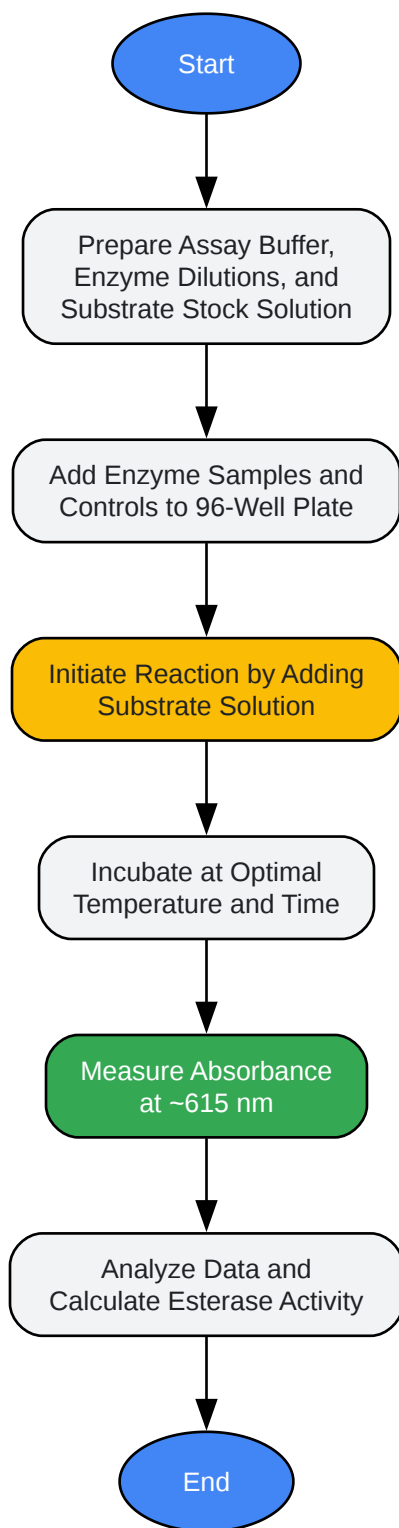 Start
Prepare Assay Buffer,
Enzyme Dilutions, and
Substrate Stock Solution
Add Enzyme Samples and
Controls to 96-Well Plate
Initiate Reaction by Adding
Substrate Solution
Incubate at Optimal
Temperature and Time
Measure Absorbance
at ~615 nm
Analyze Data and
Calculate Esterase Activity
End